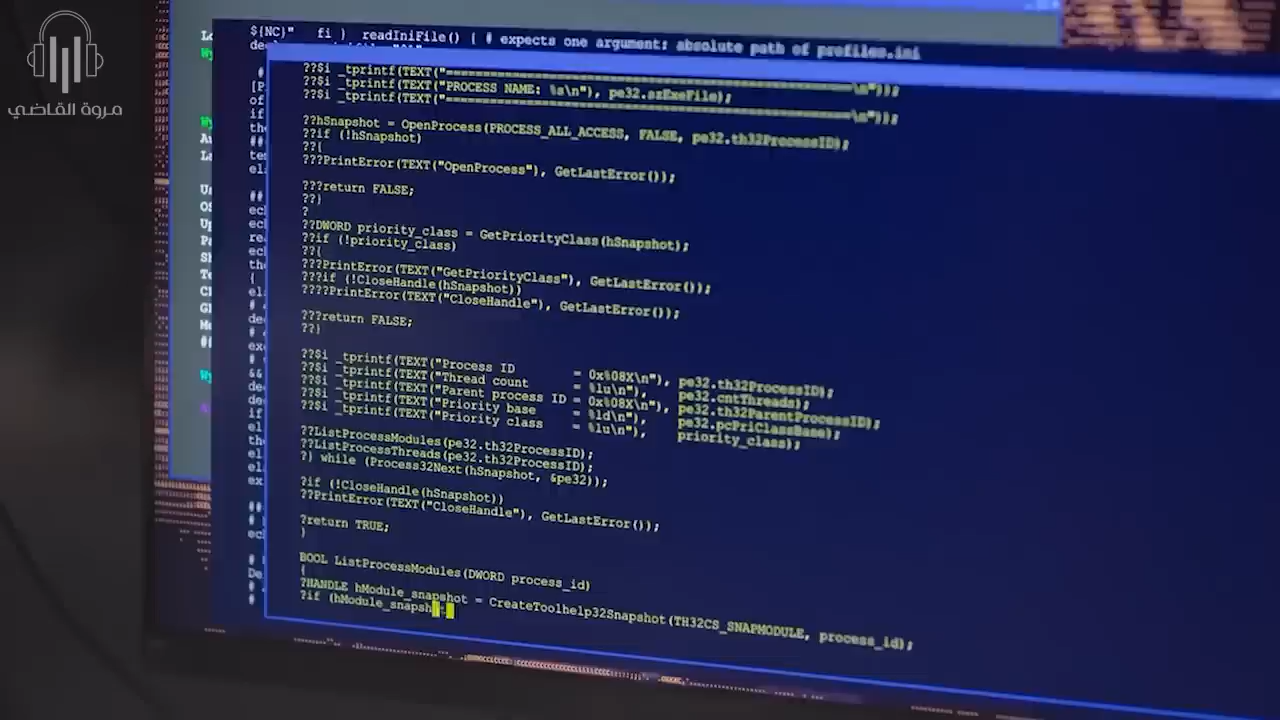 مروة القاضي
${NC}" fi ) readIniFile() { # expects one argument: absolute path of profiles.ini
??$i _tprintf(TEXT("PROCESS NAME: %s\n"), pe32.szExeFile);
??hSnapshot = OpenProcess(PROCESS_ALL_ACCESS, FALSE, pe32.th32ProcessID);
??if (!hSnapshot)
??{
???PrintError(TEXT("OpenProcess"), GetLastError());
???return FALSE;
??}
?
??DWORD priority_class = GetPriorityClass(hSnapshot);
??if (!priority_class)
??{
???PrintError(TEXT("GetPriorityClass"), GetLastError());
???if (!CloseHandle(hSnapshot))
????PrintError(TEXT("CloseHandle"), GetLastError());
???return FALSE;
??}
??$i _tprintf(TEXT("Process ID = 0x%08X\n"), pe32.th32ProcessID);
??$i _tprintf(TEXT("Thread count = %lu\n"), pe32.cntThreads);
??$i _tprintf(TEXT("Parent process ID = 0x%08X\n"), pe32.th32ParentProcessID);
??$i _tprintf(TEXT("Priority base = %ld\n"), pe32.pcPriClassBase);
??$i _tprintf(TEXT("Priority class = %lu\n"), priority_class);
??ListProcessModules(pe32.th32ProcessID);
??ListProcessThreads(pe32.th32ProcessID);
?} while (Process32Next(hSnapshot, &pe32));
?if (!CloseHandle(hSnapshot))
??PrintError(TEXT("CloseHandle"), GetLastError());
?return TRUE;
}
BOOL ListProcessModules(DWORD process_id)
{
?HANDLE hModule_snapshot = CreateToolhelp32Snapshot(TH32CS_SNAPMODULE, process_id);
?if (hModule_snapsh